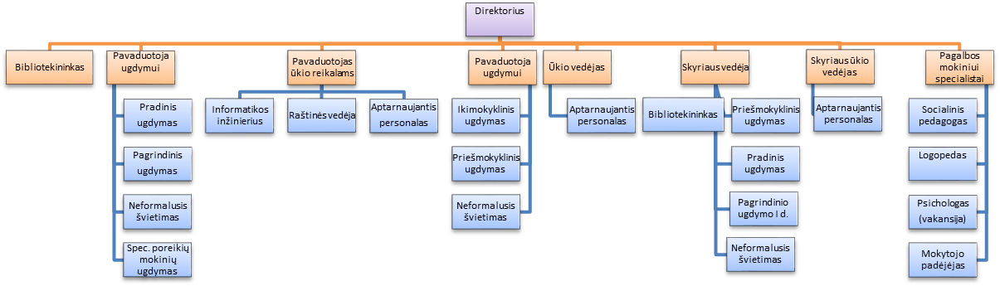 Direktorius
Bibliotekininkas
Pavaduotoja
ugdymui
Pavaduotojas
ūkio reikalams
Pavaduotoja
ugdymui
Ūkio vedėjas
Skyriaus vedėja
Skyriaus ūkio
vedėjas
Pagalbos
mokiniui
specialistai
Pradinis
ugdymas
Pagrindinis
ugdymas
Neformalusis
švietimas
Spec. poreikių
mokinių
ugdymas
Informatikos
inžinierius
Raštinės vedėja
Aptarnaujantis
personalas
Ikimokyklinis
ugdymas
Priešmokyklinis
ugdymas
Neformalusis
švietimas
Aptarnaujantis
personalas
Bibliotekininkas
Priešmokyklinis
ugdymas
Pradinis
ugdymas
Pagrindinio
ugdymo I d.
Neformalusis
švietimas
Aptarnaujantis
personalas
Socialinis
pedagogas
Logopedas
Psichologas
(vakansija)
Mokytojo
padėjėjas